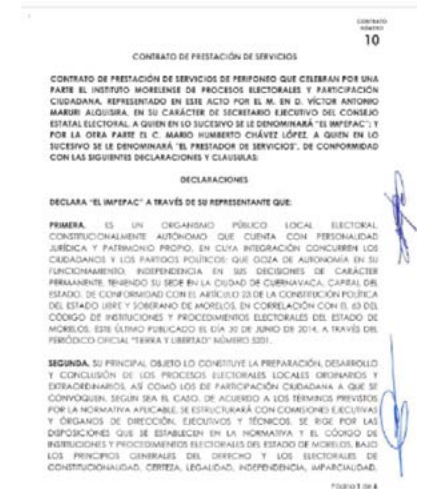 CONTRATO
NÚMERO
10
CONTRATO DE PRESTACIÓN DE SERVICIOS
CONTRATO DE PRESTACIÓN DE SERVICIOS DE PERIFONEO QUE CELEBRAN POR UNA
PARTE EL INSTITUTO MORELENSE DE PROCESOS ELECTORALES Y PARTICIPACIÓN
CIUDADANA, REPRESENTADO EN ESTE ACTO POR EL M. EN D. VÍCTOR ANTONIO
MARURI ALQUISIRA, EN SU CARÁCTER DE SECRETARIO EJECUTIVO DEL CONSEJO
ESTATAL ELECTORAL, A QUIEN EN LO SUCESIVO SE LE DENOMINARÁ "EL IMPEPAC"; Y
POR LA OTRA PARTE EL C. MARIO HUMBERTO CHÁVEZ LÓPEZ, A QUIEN EN LO
SUCESIVO SE LE DENOMINARÁ "EL PRESTADOR DE SERVICIOS", DE CONFORMIDAD
CON LAS SIGUIENTES DECLARACIONES Y CLAUSULAS:
DECLARACIONES
DECLARA "EL IMPEPAC" A TRAVÉS DE SU REPRESENTANTE QUE:
PRIMERA. ES UN ORGANISMO PÚBLICO LOCAL ELECTORAL,
CONSTITUCIONALMENTE AUTÓNOMO QUE CUENTA CON PERSONALIDAD
JURÍDICA Y PATRIMONIO PROPIO, EN CUYA INTEGRACIÓN CONCURREN LOS
CIUDADANOS Y LOS PARTIDOS POLÍTICOS; QUE GOZA DE AUTONOMÍA EN SU
FUNCIONAMIENTO, INDEPENDENCIA EN SUS DECISIONES DE CARÁCTER
PERMANENTE, TENIENDO SU SEDE EN LA CIUDAD DE CUERNAVACA, CAPITAL DEL
ESTADO, DE CONFORMIDAD CON EL ARTÍCULO 23 DE LA CONSTITUCIÓN POLÍTICA
DEL ESTADO LIBRE Y SOBERANO DE MORELOS, EN CORRELACIÓN CON EL 63 DEL
CÓDIGO DE INSTITUCIONES Y PROCEDIMIENTOS ELECTORALES DEL ESTADO DE
MORELOS, ESTE ÚLTIMO PUBLICADO EL DÍA 30 DE JUNIO DE 2014, A TRAVÉS DEL
PERIÓDICO OFICIAL "TIERRA Y LIBERTAD" NÚMERO 5201.
SEGUNDA. SU PRINCIPAL OBJETO LO CONSTITUYE LA PREPARACIÓN, DESARROLLO
Y CONCLUSIÓN DE LOS PROCESOS ELECTORALES LOCALES ORDINARIOS Y
EXTRAORDINARIOS, ASÍ COMO LOS DE PARTICIPACIÓN CIUDADANA A QUE SE
CONVOQUEN, SEGÚN SEA EL CASO, DE ACUERDO A LOS TÉRMINOS PREVISTOS
POR LA NORMATIVA APLICABLE, SE ESTRUCTURARÁ CON COMISIONES EJECUTIVAS
Y ÓRGANOS DE DIRECCIÓN, EJECUTIVOS Y TÉCNICOS. SE RIGE POR LAS
DISPOSICIONES QUE SE ESTABLECEN EN LA NORMATIVA Y EL CÓDIGO DE
INSTITUCIONES Y PROCEDIMIENTOS ELECTORALES DEL ESTADO DE MORELOS, BAJO
LOS PRINCIPIOS GENERALES DEL DERECHO Y LOS ELECTORALES DE
CONSTITUCIONALIDAD, CERTEZA, LEGALIDAD, INDEPENDENCIA, IMPARCIALIDAD,
Página 1 de